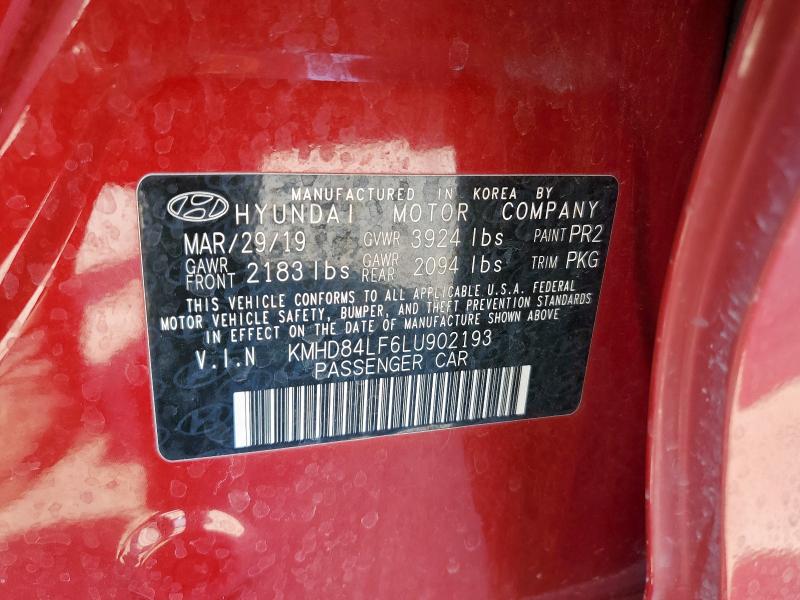 MANUFACTURED IN KOREA BY
HYUNDAI MOTOR COMPANY
MAR/29/19 GVWR 3924 lbs PAINT PR2
GAWR FRONT 2183 lbs GAWR REAR 2094 lbs TRIM PKG
THIS VEHICLE CONFORMS TO ALL APPLICABLE U.S.A. FEDERAL
MOTOR VEHICLE SAFETY, BUMPER, AND THEFT PREVENTION STANDARDS
IN EFFECT ON THE DATE OF MANUFACTURE SHOWN ABOVE
V.I.N KMHD84LF6LU902193
PASSENGER CAR